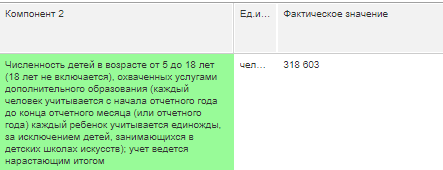 Компонент 2 Ед.и... Фактическое значение
Численность детей в возрасте от 5 до 18 лет чел... 318 603
(18 лет не включается), охваченных услугами
дополнительного образования (каждый
человек учитывается с начала отчетного года
до конца отчетного месяца (или отчетного
года) каждый ребенок учитывается единожды,
за исключением детей, занимающихся в
детских школах искусств); учет ведется
нарастающим итогом